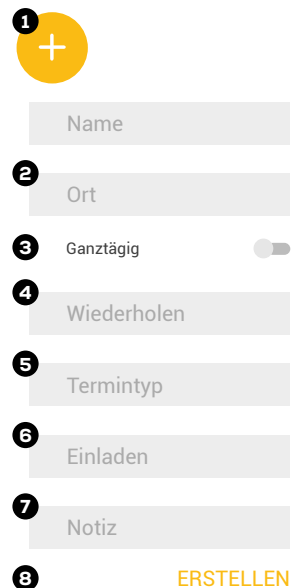 1
+
Name
2
Ort
3 Ganztägig
4
Wiederholen
5
Termintyp
6
Einladen
7
Notiz
8 ERSTELLEN